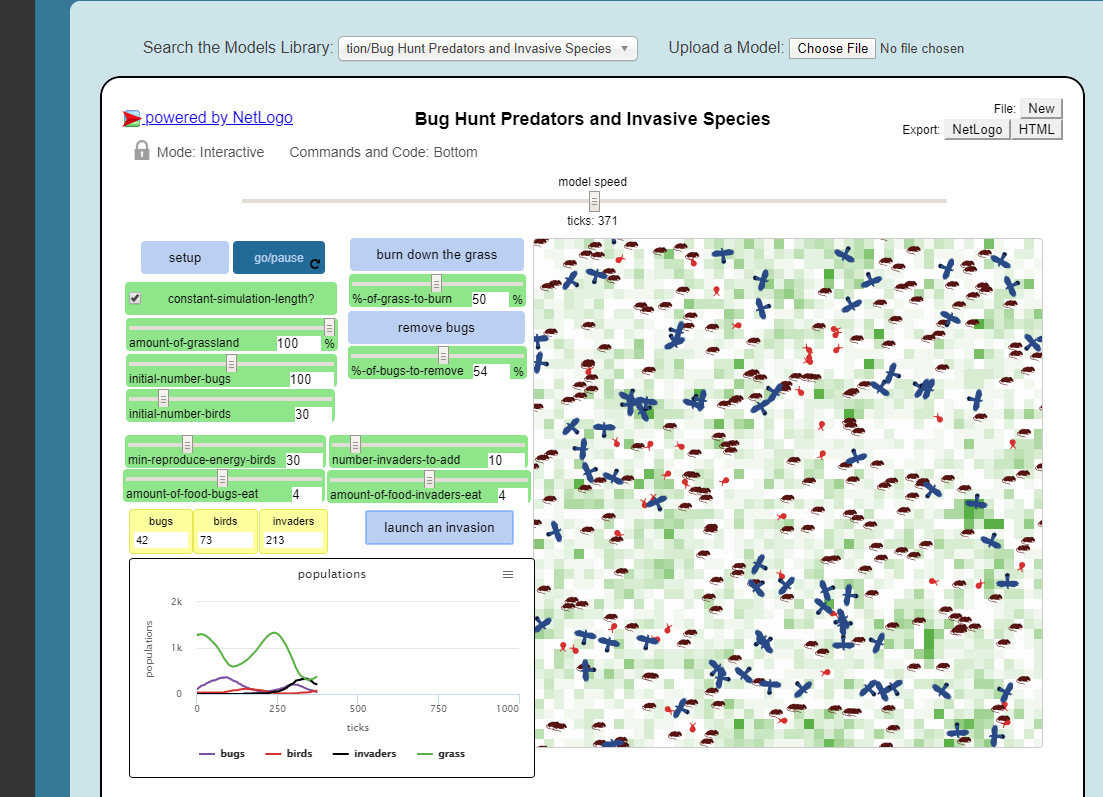 Search the Models Library: tion/Bug Hunt Predators and Invasive Species Upload a Model: Choose File No file chosen
powered by NetLogo
Bug Hunt Predators and Invasive Species
File: New
Export: NetLogo HTML
Mode: Interactive Commands and Code: Bottom
model speed
ticks: 371
setup
go/pause
burn down the grass
constant-simulation-length?
%-of-grass-to-burn 50 %
remove bugs
amount-of-grassland 100 %
%-of-bugs-to-remove 54 %
initial-number-bugs 100
initial-number-birds 30
min-reproduce-energy-birds 30
number-invaders-to-add 10
amount-of-food-bugs-eat 4
amount-of-food-invaders-eat 4
bugs
42
birds
73
invaders
213
launch an invasion
populations
populations
2k
1k
0
0 250 500 750 1000
ticks
bugs birds invaders grass